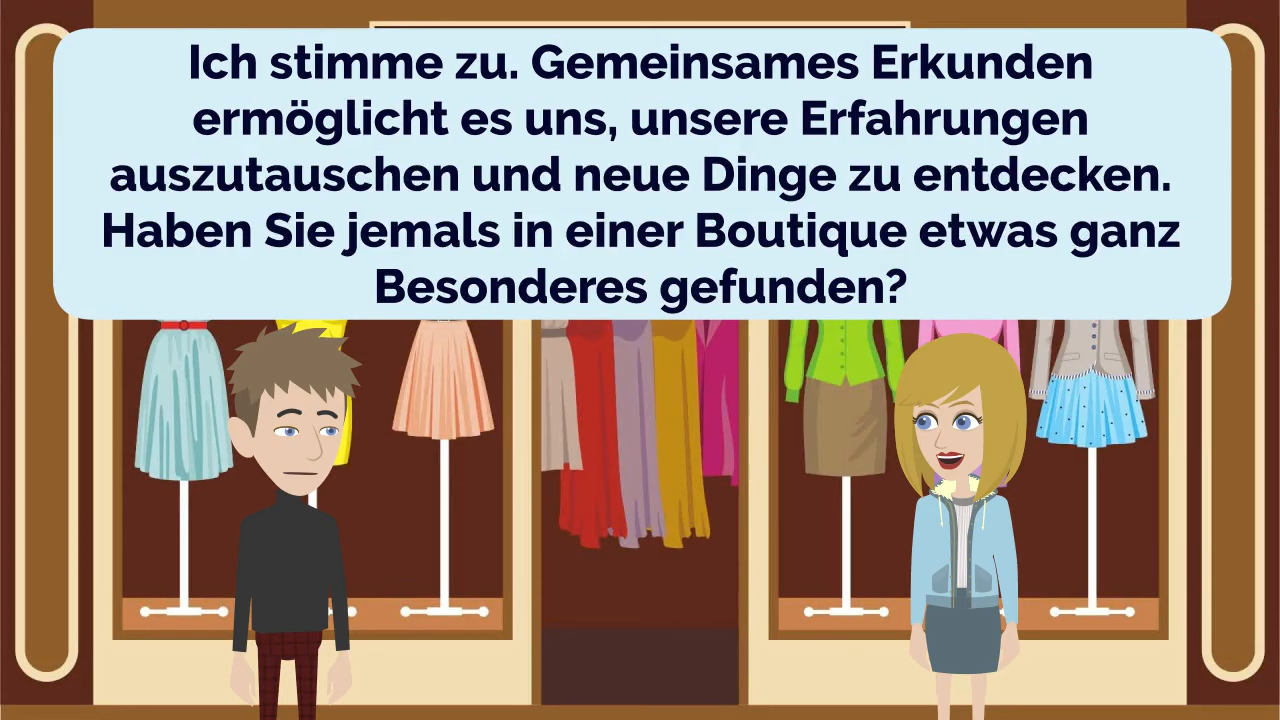 Ich stimme zu. Gemeinsames Erkunden
ermöglicht es uns, unsere Erfahrungen
auszutauschen und neue Dinge zu entdecken.
Haben Sie jemals in einer Boutique etwas ganz
Besonderes gefunden?